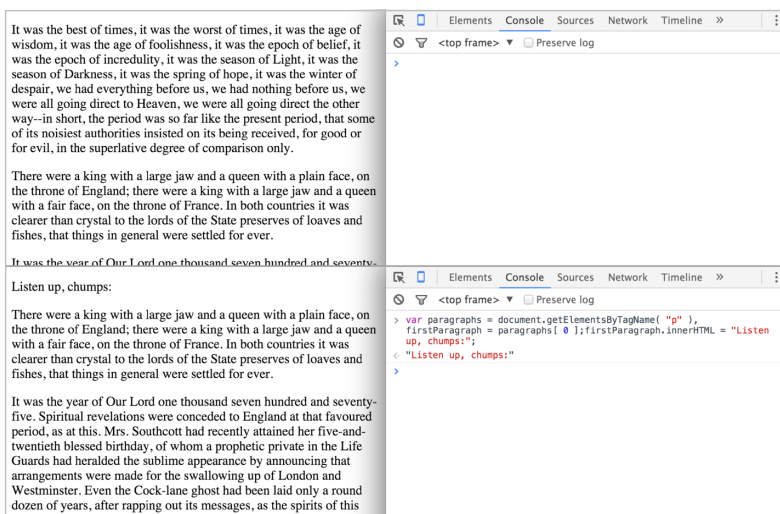 It was the best of times, it was the worst of times, it was the age of
wisdom, it was the age of foolishness, it was the epoch of belief, it
was the epoch of incredulity, it was the season of Light, it was the
season of Darkness, it was the spring of hope, it was the winter of
despair, we had everything before us, we had nothing before us, we
were all going direct to Heaven, we were all going direct the other
way--in short, the period was so far like the present period, that some
of its noisiest authorities insisted on its being received, for good or
for evil, in the superlative degree of comparison only.
There were a king with a large jaw and a queen with a plain face, on
the throne of England; there were a king with a large jaw and a queen
with a fair face, on the throne of France. In both countries it was
clearer than crystal to the lords of the State preserves of loaves and
fishes, that things in general were settled for ever.
It was the year of Our Lord one thousand seven hundred and seventy-
Elements Console Sources Network Timeline »
<top frame> ▼ Preserve log
>
Listen up, chumps:
There were a king with a large jaw and a queen with a plain face, on
the throne of England; there were a king with a large jaw and a queen
with a fair face, on the throne of France. In both countries it was
clearer than crystal to the lords of the State preserves of loaves and
fishes, that things in general were settled for ever.
It was the year of Our Lord one thousand seven hundred and seventy-
five. Spiritual revelations were conceded to England at that favoured
period, as at this. Mrs. Southcott had recently attained her five-and-
twentieth blessed birthday, of whom a prophetic private in the Life
Guards had heralded the sublime appearance by announcing that
arrangements were made for the swallowing up of London and
Westminster. Even the Cock-lane ghost had been laid only a round
dozen of years, after rapping out its messages, as the spirits of this
Elements Console Sources Network Timeline »
<top frame> ▼ Preserve log
> var paragraphs = document.getElementsByTagName( "p" ),
firstParagraph = paragraphs[ 0 ];firstParagraph.innerHTML = "Listen
up, chumps:";
< "Listen up, chumps:"
>